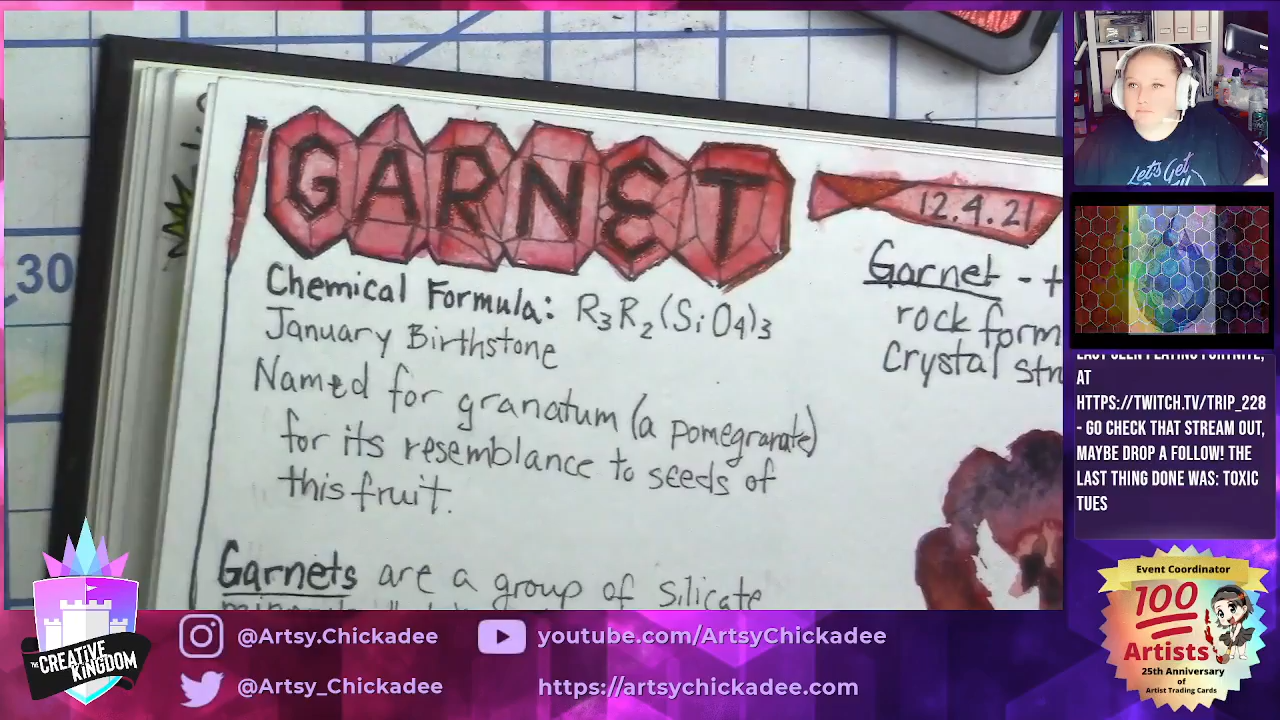 GARNET
12.4.21
Chemical Formula: R3R2(SiO4)3
January Birthstone
Named for granatum (a pomegranate)
for its resemblance to seeds of
this fruit.
Garnets are a group of silicate
Garnet -
rock form
Crystal
30
Let's Get
LAST SEEN PLAYING FORTNITE,
AT
HTTPS://TWITCH.TV/TRIP_228
- GO CHECK THAT STREAM OUT,
MAYBE DROP A FOLLOW! THE
LAST THING DONE WAS: TOXIC
TUES
THE CREATIVE
KINGDOM
@Artsy.Chickadee
youtube.com/ArtsyChickadee
@Artsy_Chickadee
https://artsychickadee.com
Event Coordinator
100
Artists
25th Anniversary
of
Artist Trading Cards